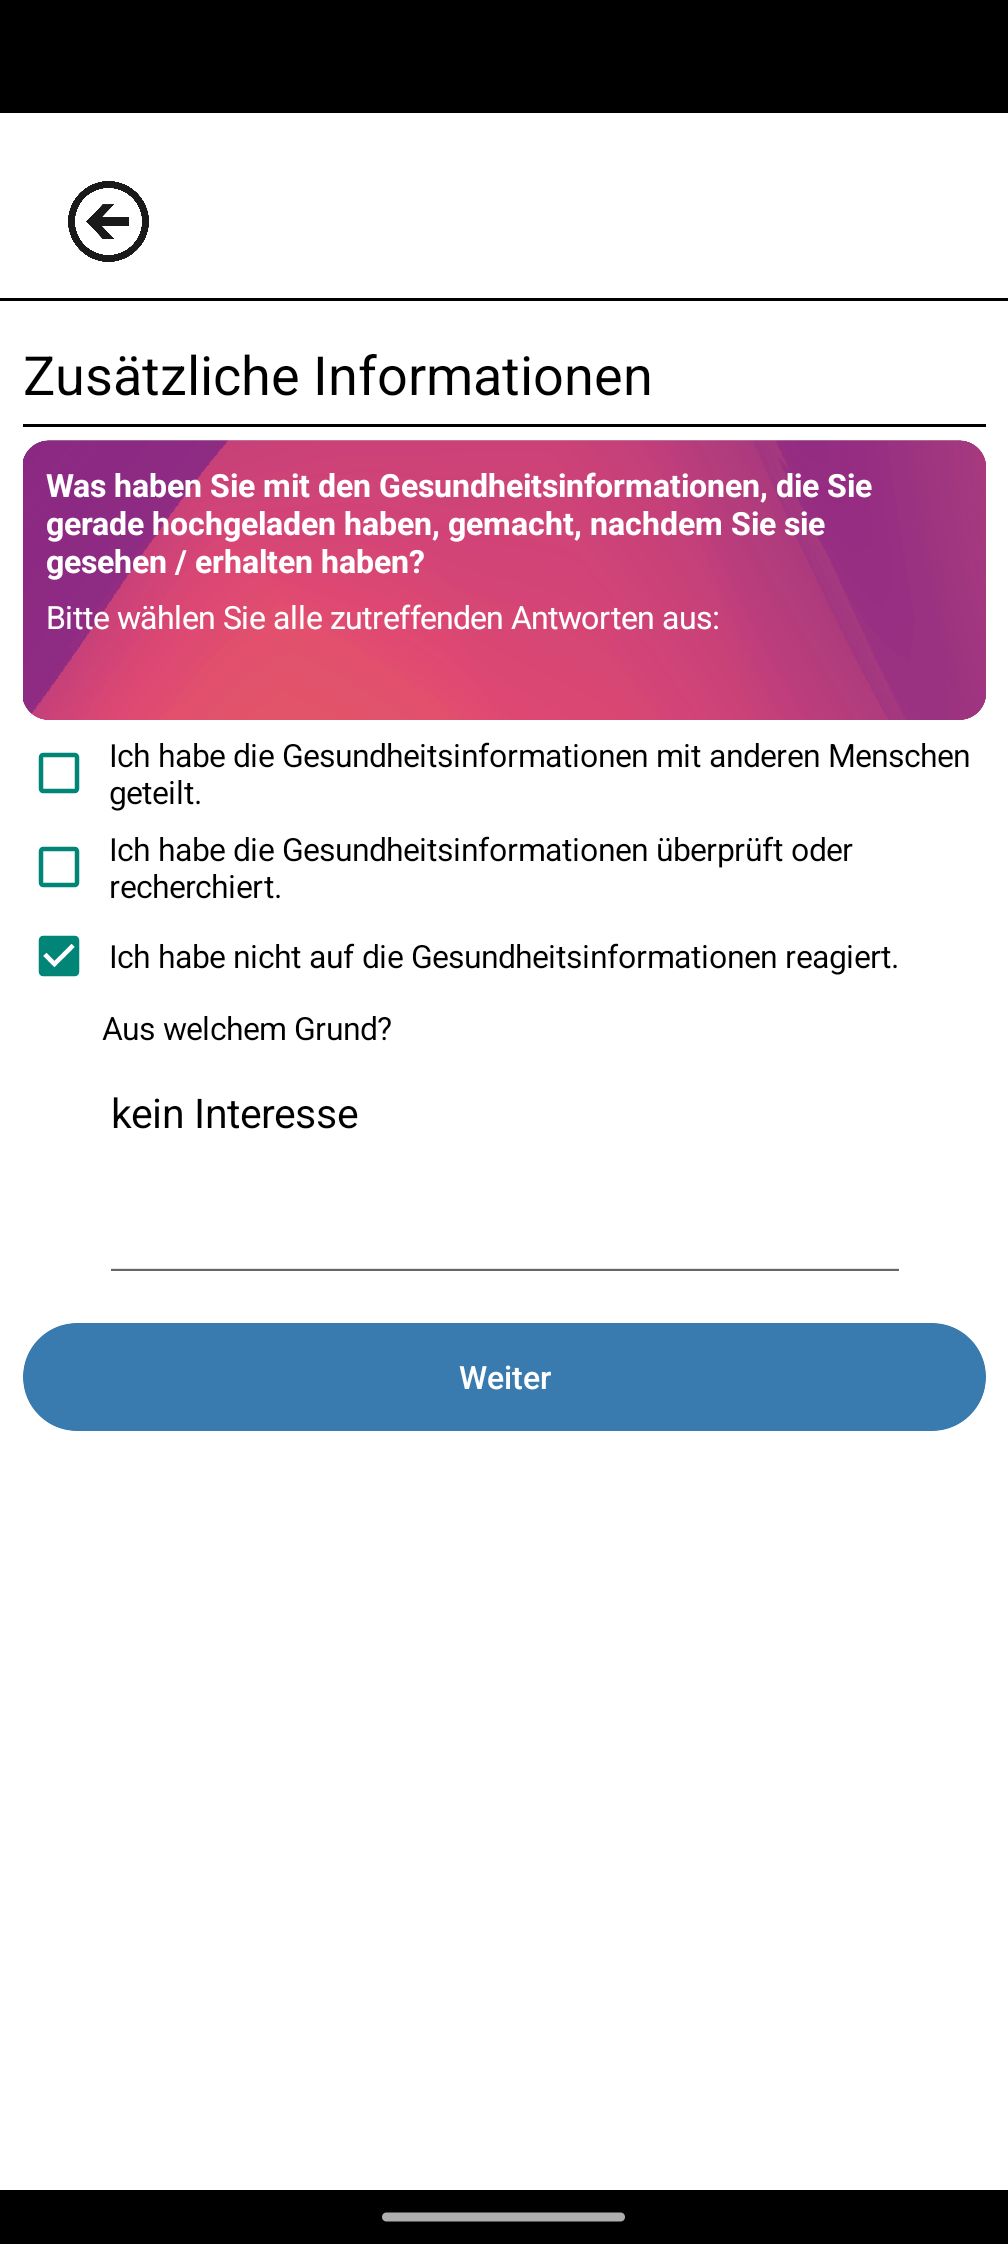 Zusätzliche Informationen
Was haben Sie mit den Gesundheitsinformationen, die Sie
gerade hochgeladen haben, gemacht, nachdem Sie sie
gesehen / erhalten haben?
Bitte wählen Sie alle zutreffenden Antworten aus:
Ich habe die Gesundheitsinformationen mit anderen Menschen
geteilt.
Ich habe die Gesundheitsinformationen überprüft oder
recherchiert.
Ich habe nicht auf die Gesundheitsinformationen reagiert.
Aus welchem Grund?
kein Interesse
Weiter